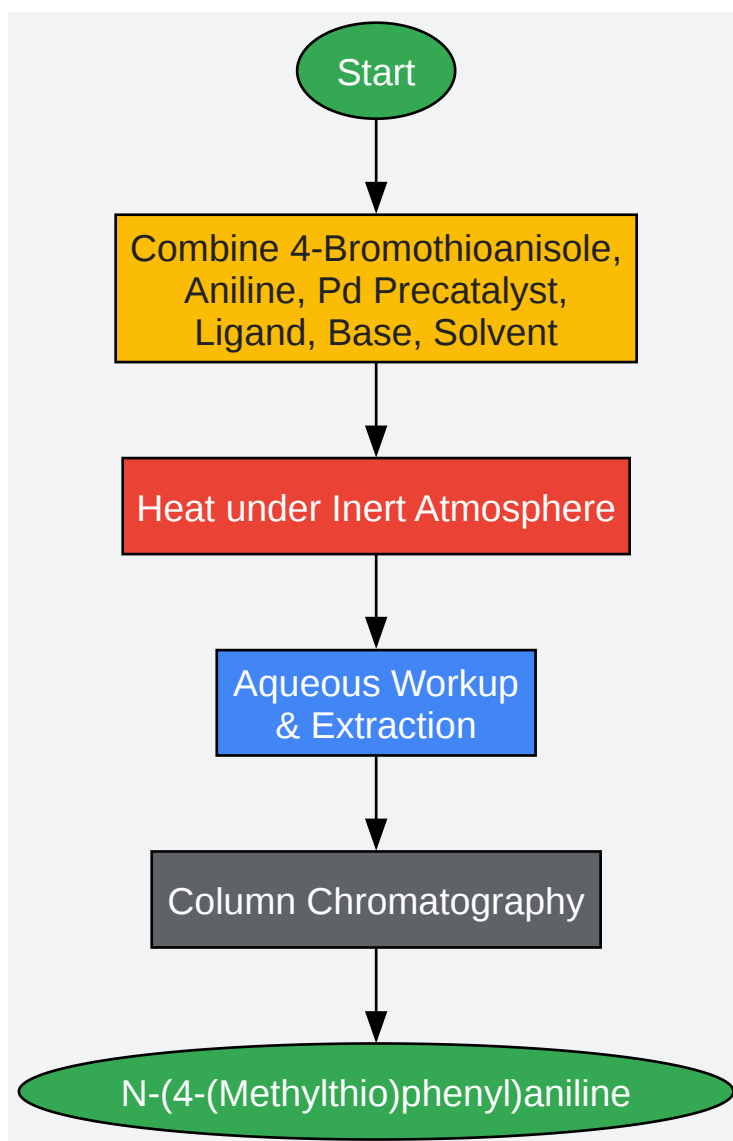 Start
Combine 4-Bromothioanisole,
Aniline, Pd Precatalyst,
Ligand, Base, Solvent
Heat under Inert Atmosphere
Aqueous Workup
& Extraction
Column Chromatography
N-(4-(Methylthio)phenyl)aniline